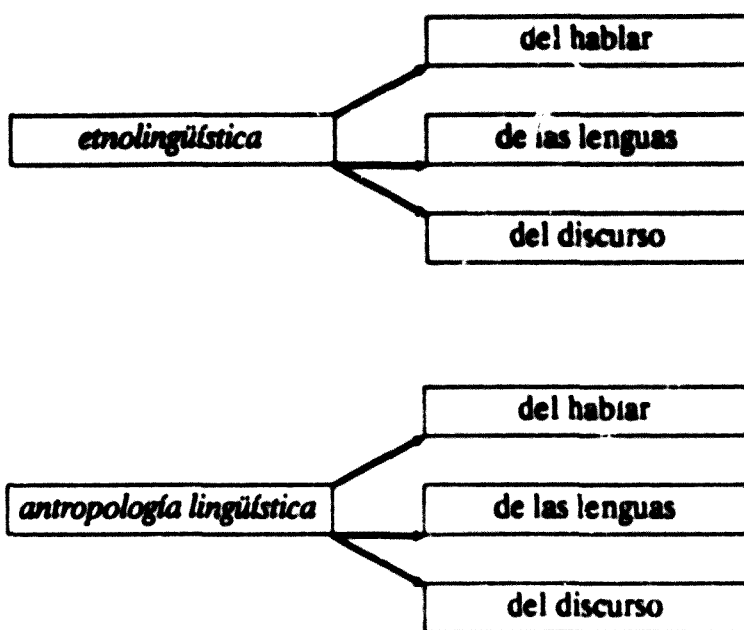 del hablar
etnolingüística
de las lenguas
del discurso
del hablar
antropología lingüística
de las lenguas
del discurso